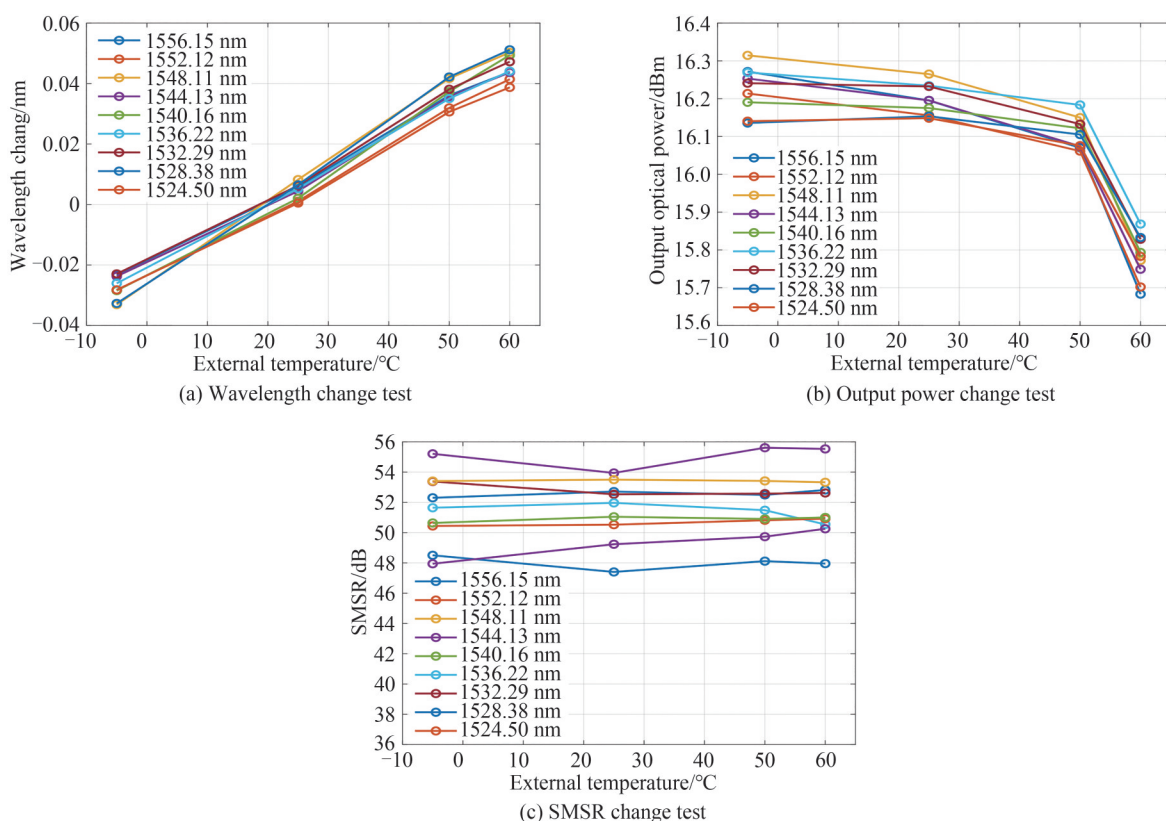 0.06
0.04
0.02
0
−0.02
−0.04
Wavelength chang/nm
1556.15 nm
1552.12 nm
1548.11 nm
1544.13 nm
1540.16 nm
1536.22 nm
1532.29 nm
1528.38 nm
1524.50 nm
−10 0 10 20 30 40 50 60
External temperature/℃
(a) Wavelength change test
16.4
16.3
16.2
16.1
16.0
15.9
15.8
15.7
15.6
Output optical power/dBm
1556.15 nm
1552.12 nm
1548.11 nm
1544.13 nm
1540.16 nm
1536.22 nm
1532.29 nm
1528.38 nm
1524.50 nm
−10 0 10 20 30 40 50 60
External temperature/℃
(b) Output power change test
56
54
52
50
48
46
44
42
40
38
36
SMSR/dB
1556.15 nm
1552.12 nm
1548.11 nm
1544.13 nm
1540.16 nm
1536.22 nm
1532.29 nm
1528.38 nm
1524.50 nm
−10 0 10 20 30 40 50 60
External temperature/℃
(c) SMSR change test